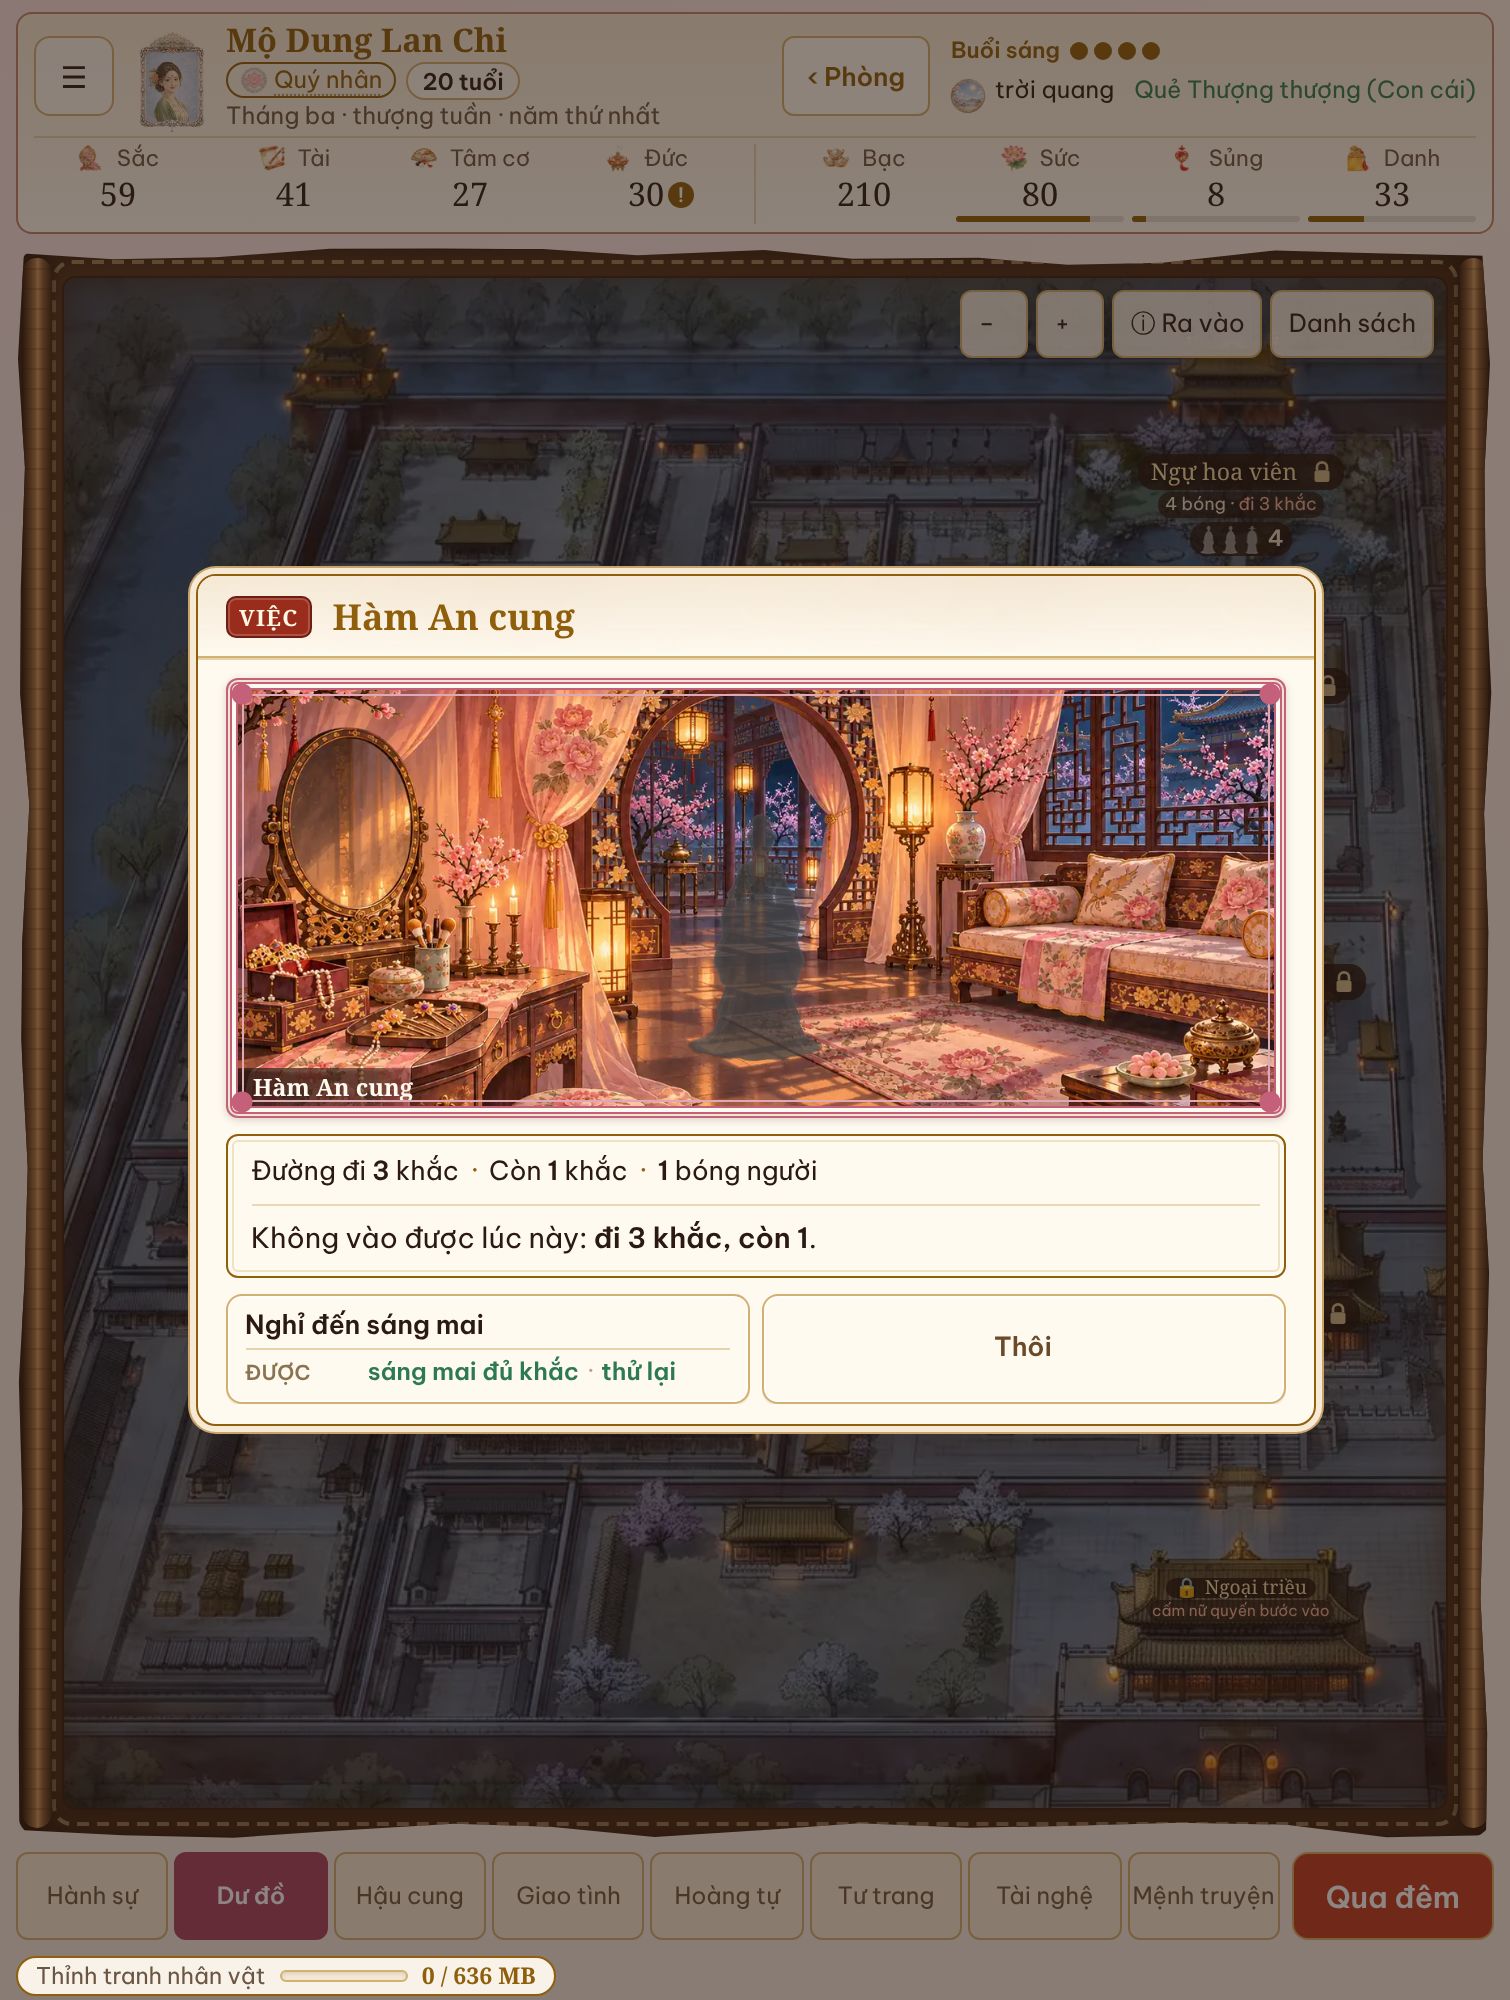 ☰
Mộ Dung Lan Chi
Quý nhân 20 tuổi
Tháng ba · thượng tuần · năm thứ nhất
‹ Phòng
Buổi sáng
trời quang Quẻ Thượng thượng (Con cái)
Sắc Tài Tâm cơ Đức Bạc Sức Sủng Danh
59 41 27 30 ! 210 80 8 33
− + ⓘ Ra vào Danh sách
Ngự hoa viên
4 bóng · đi 3 khắc
4
VIỆC Hàm An cung
Hàm An cung
Đường đi 3 khắc · Còn 1 khắc · 1 bóng người
Không vào được lúc này: đi 3 khắc, còn 1.
Nghỉ đến sáng mai
ĐƯỢC sáng mai đủ khắc · thử lại
Thôi
Ngoại triều
cấm nữ quyến bước vào
Hành sự Dư đồ Hậu cung Giao tình Hoàng tự Tư trang Tài nghệ Mệnh truyện Qua đêm
Thỉnh tranh nhân vật 0 / 636 MB